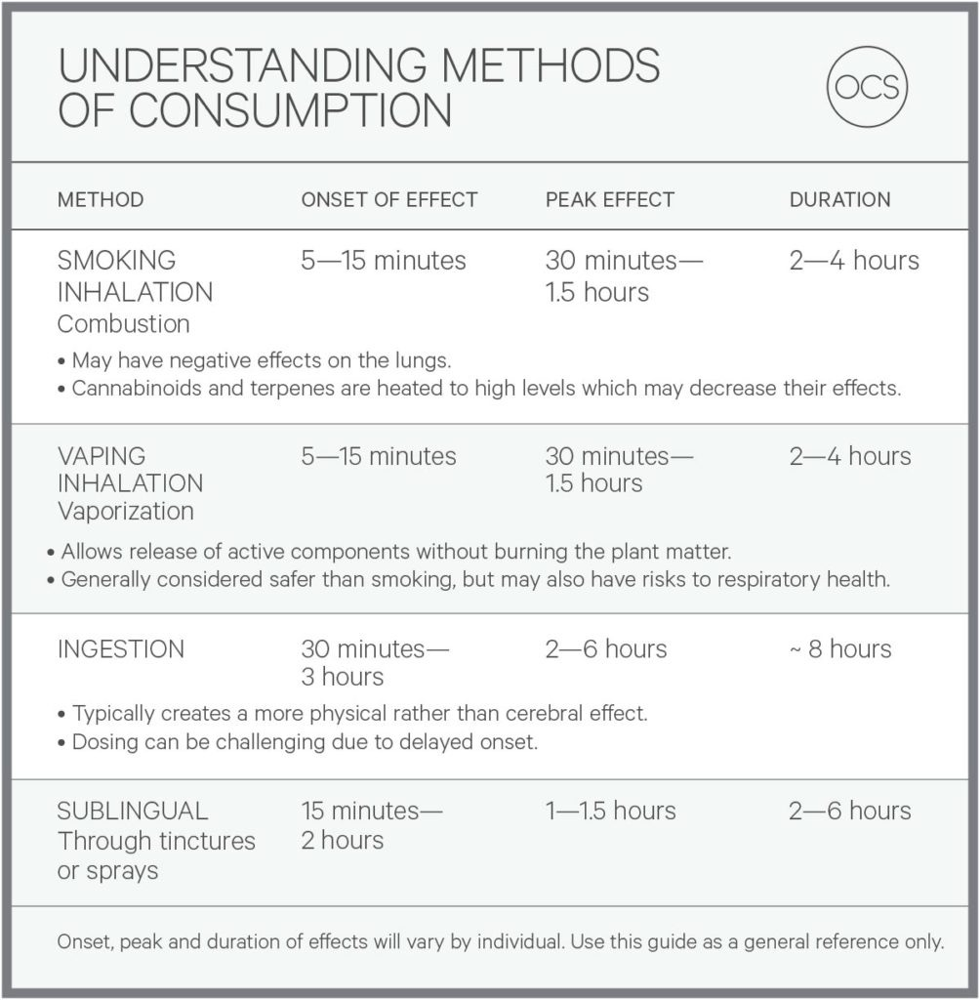 UNDERSTANDING METHODS
OF CONSUMPTION
OCS
METHOD ONSET OF EFFECT PEAK EFFECT DURATION
SMOKING 5—15 minutes 30 minutes— 2—4 hours
INHALATION 1.5 hours
Combustion
• May have negative effects on the lungs.
• Cannabinoids and terpenes are heated to high levels which may decrease their effects.
VAPING 5—15 minutes 30 minutes— 2—4 hours
INHALATION 1.5 hours
Vaporization
• Allows release of active components without burning the plant matter.
• Generally considered safer than smoking, but may also have risks to respiratory health.
INGESTION 30 minutes— 2—6 hours ~ 8 hours
3 hours
• Typically creates a more physical rather than cerebral effect.
• Dosing can be challenging due to delayed onset.
SUBLINGUAL 15 minutes— 1—1.5 hours 2—6 hours
Through tinctures 2 hours
or sprays
Onset, peak and duration of effects will vary by individual. Use this guide as a general reference only.